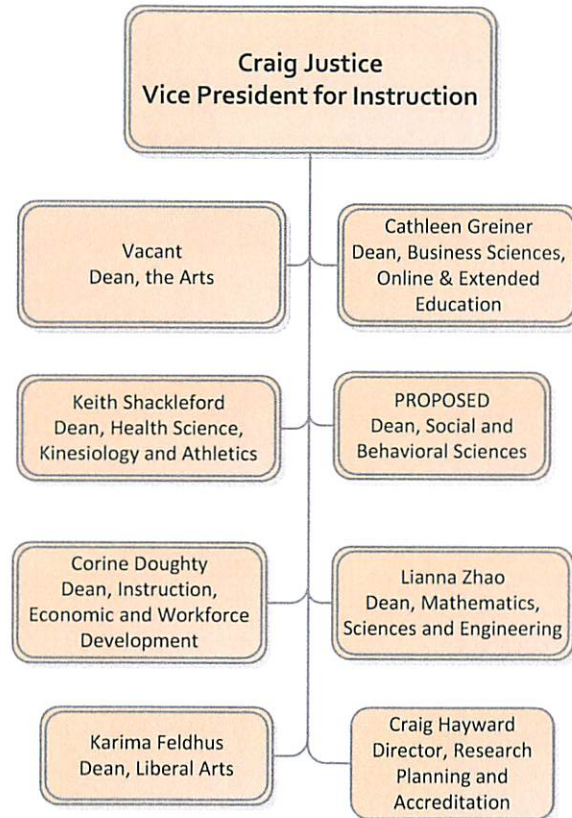 Craig Justice
Vice President for Instruction
Vacant
Dean, the Arts
Cathleen Greiner
Dean, Business Sciences,
Online & Extended
Education
Keith Shackleford
Dean, Health Science,
Kinesiology and Athletics
PROPOSED
Dean, Social and
Behavioral Sciences
Corine Doughty
Dean, Instruction,
Economic and Workforce
Development
Lianna Zhao
Dean, Mathematics,
Sciences and Engineering
Karima Feldhus
Dean, Liberal Arts
Craig Hayward
Director, Research
Planning and
Accreditation